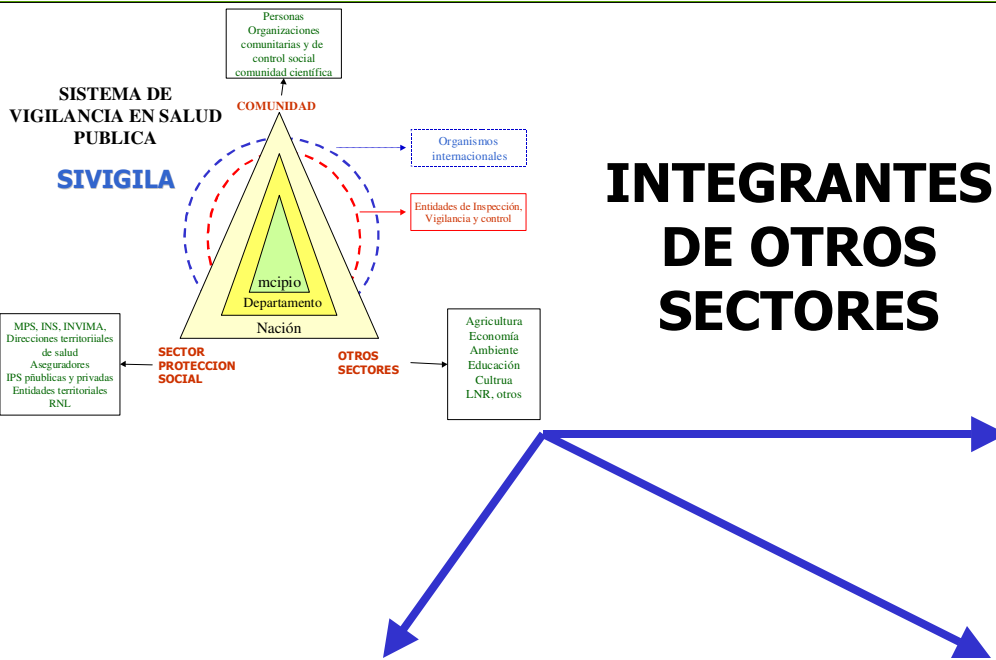 Personas
Organizaciones
comunitarias y de
control social
comunidad científica
SISTEMA DE
VIGILANCIA EN SALUD
PUBLICA
SIVIGILA
COMUNIDAD
Organismos
internacionales
Entidades de Inspección,
Vigilancia y control
INTEGRANTES
DE OTROS
SECTORES
mcipio
Departamento
Nación
MPS, INS, INVIMA,
Direcciones territoriiales
de salud
Aseguradores
IPS pñublicas y privadas
Entidades territoriales
RNL
SECTOR
PROTECCION
SOCIAL
OTROS
SECTORES
Agricultura
Economía
Ambiente
Educación
Cultrua
LNR, otros